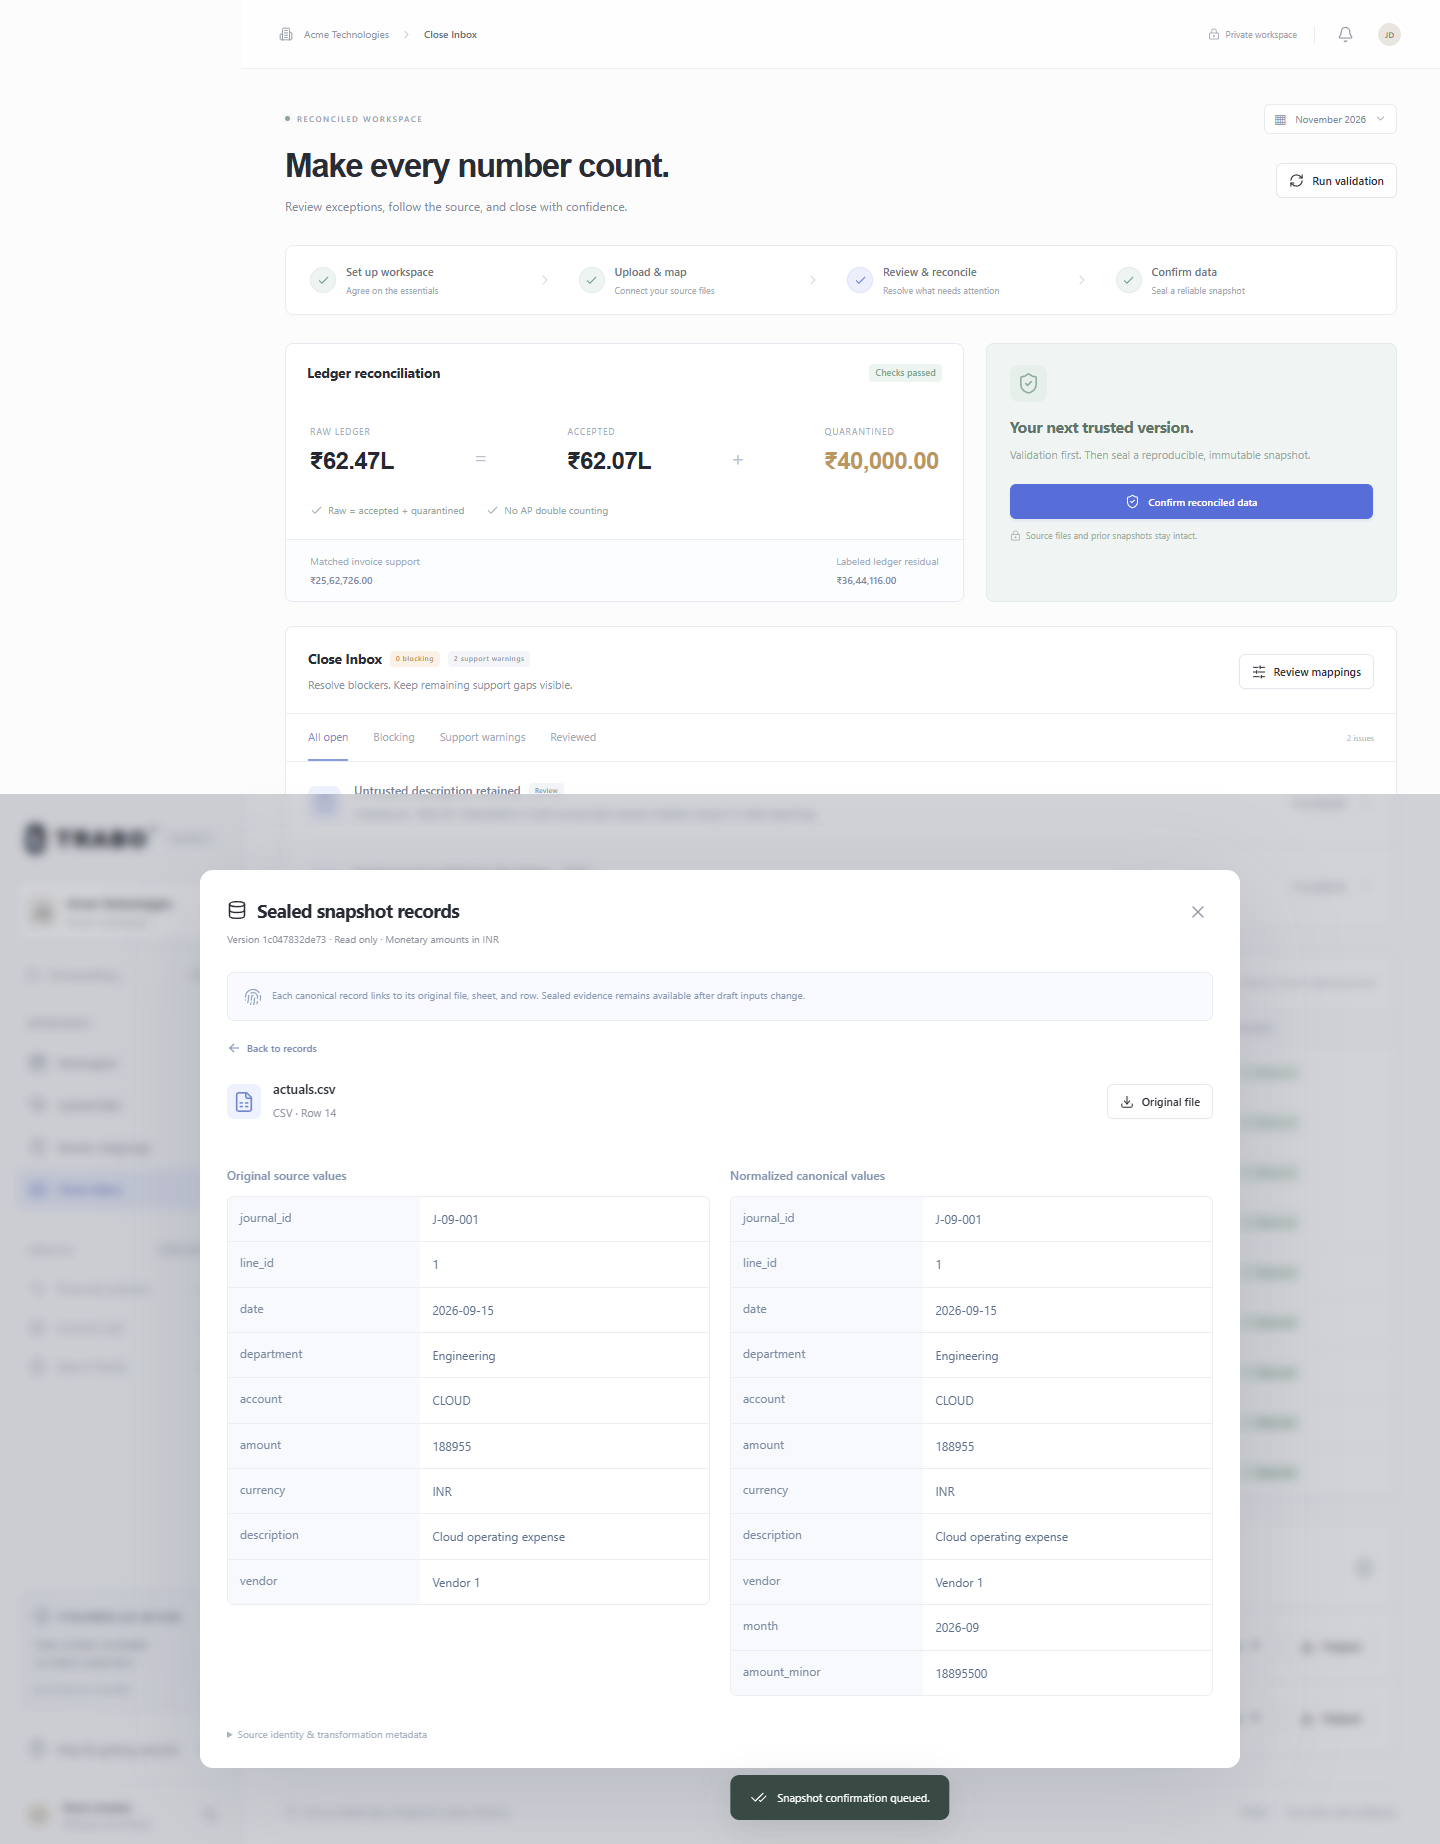 Acme Technologies
Close Inbox
Private workspace
JD
RECONCILED WORKSPACE
November 2026
Make every number count.
Run validation
Review exceptions, follow the source, and close with confidence.
Set up workspace
Agree on the essentials
Upload & map
Connect your source files
Review & reconcile
Resolve what needs attention
Confirm data
Seal a reliable snapshot
Ledger reconciliation
Checks passed
RAW LEDGER
₹62.47L
=
ACCEPTED
₹62.07L
+
QUARANTINED
₹40,000.00
Raw = accepted + quarantined
No AP double counting
Matched invoice support
₹25,62,726.00
Labeled ledger residual
₹36,44,116.00
Your next trusted version.
Validation first. Then seal a reproducible, immutable snapshot.
Confirm reconciled data
Source files and prior snapshots stay intact.
Close Inbox
0 blocking
2 support warnings
Resolve blockers. Keep remaining support gaps visible.
Review mappings
All open
Blocking
Support warnings
Reviewed
2 issues
Untrusted description retained
Review
TRABO
Sealed snapshot records
Version 1c047832de73 · Read only · Monetary amounts in INR
Each canonical record links to its original file, sheet, and row. Sealed evidence remains available after draft inputs change.
Back to records
actuals.csv
CSV · Row 14
Original file
Original source values
journal_id J-09-001
line_id 1
date 2026-09-15
department Engineering
account CLOUD
amount 188955
currency INR
description Cloud operating expense
vendor Vendor 1
Normalized canonical values
journal_id J-09-001
line_id 1
date 2026-09-15
department Engineering
account CLOUD
amount 188955
currency INR
description Cloud operating expense
vendor Vendor 1
month 2026-09
amount_minor 18895500
Source identity & transformation metadata
Snapshot confirmation queued.